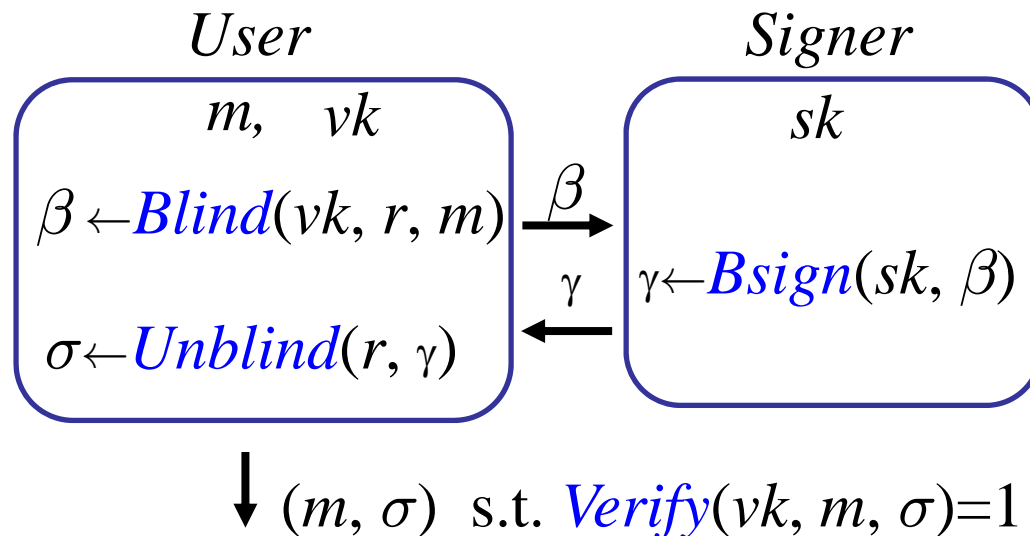 User Signer
m, vk
sk
β ←Blind(vk, r, m)
β
γ
γ←Bsign(sk, β)
σ←Unblind(r, γ)
(m, σ) s.t. Verify(vk, m, σ)=1